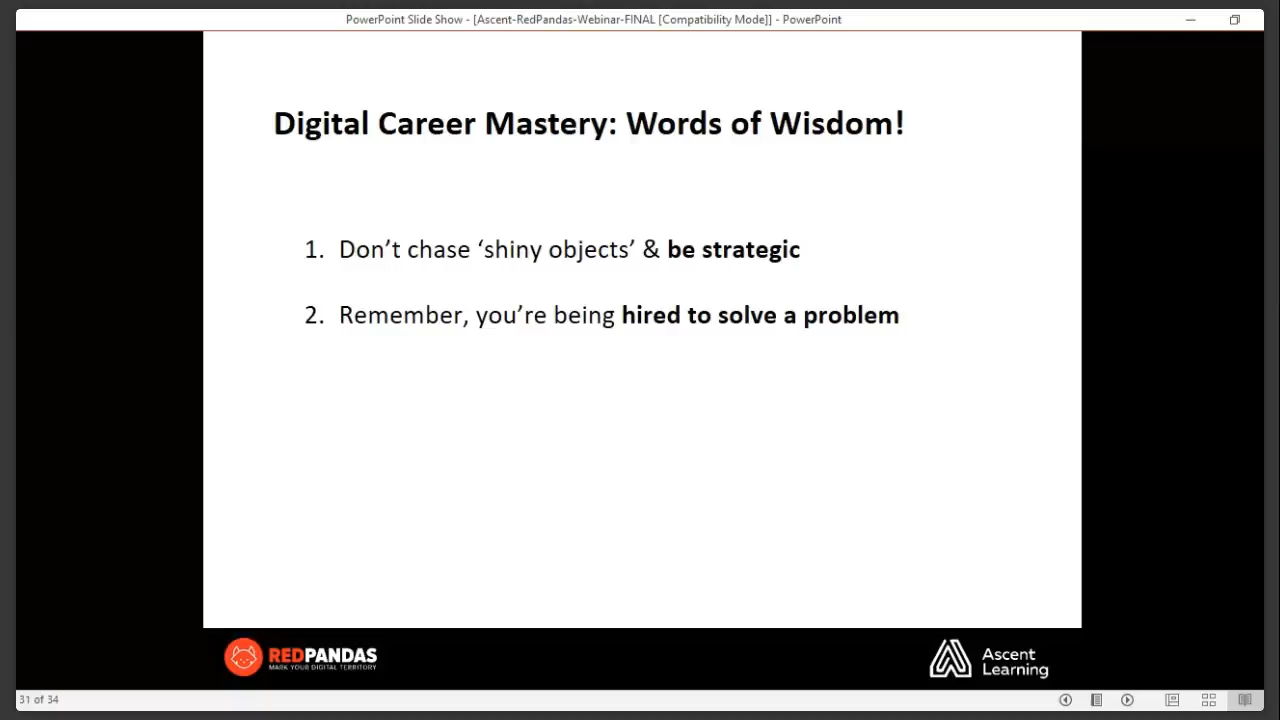 PowerPoint Slide Show - [Ascent-RedPandas-Webinar-FINAL [Compatibility Mode]] - PowerPoint
Digital Career Mastery: Words of Wisdom!
1. Don’t chase ‘shiny objects’ & be strategic
2. Remember, you’re being hired to solve a problem
REDPANDAS
MARK YOUR DIGITAL TERRITORY
Ascent
Learning
31 of 34